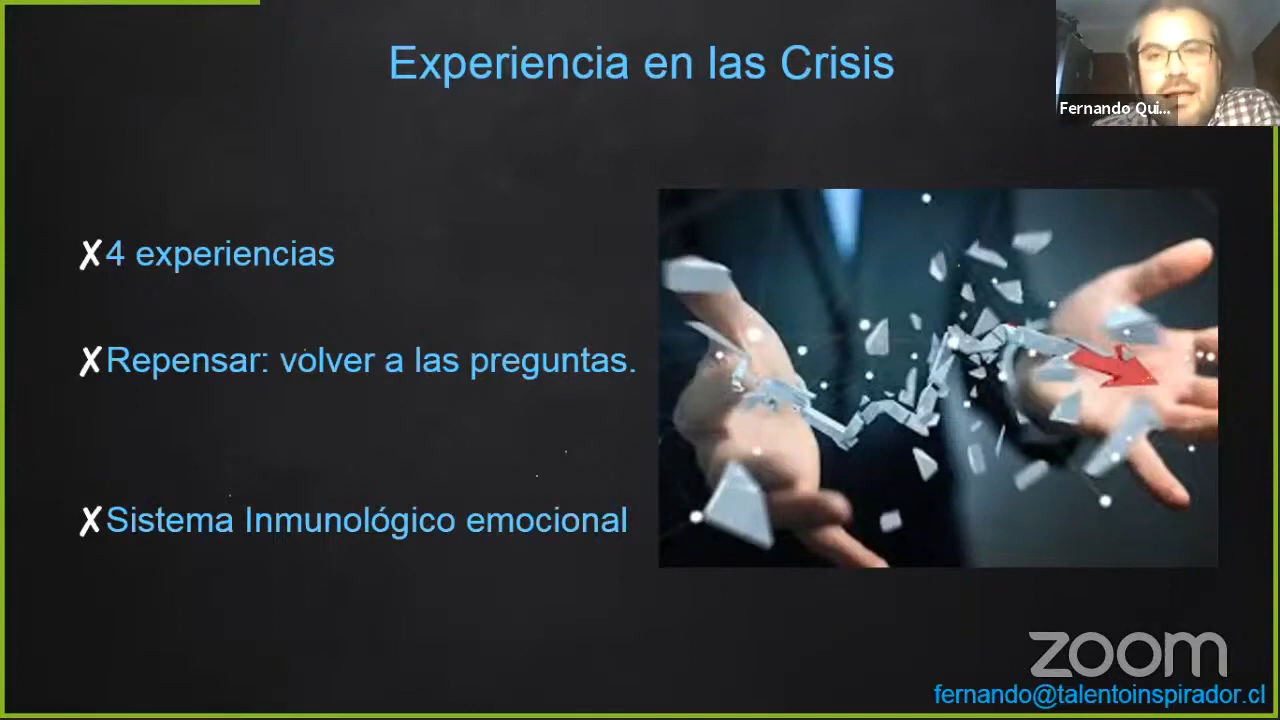 Experiencia en las Crisis
Fernando Qui...
✗4 experiencias
✗Repensar: volver a las preguntas.
✗Sistema Inmunológico emocional
zoom
fernando@talentoinspirador.cl